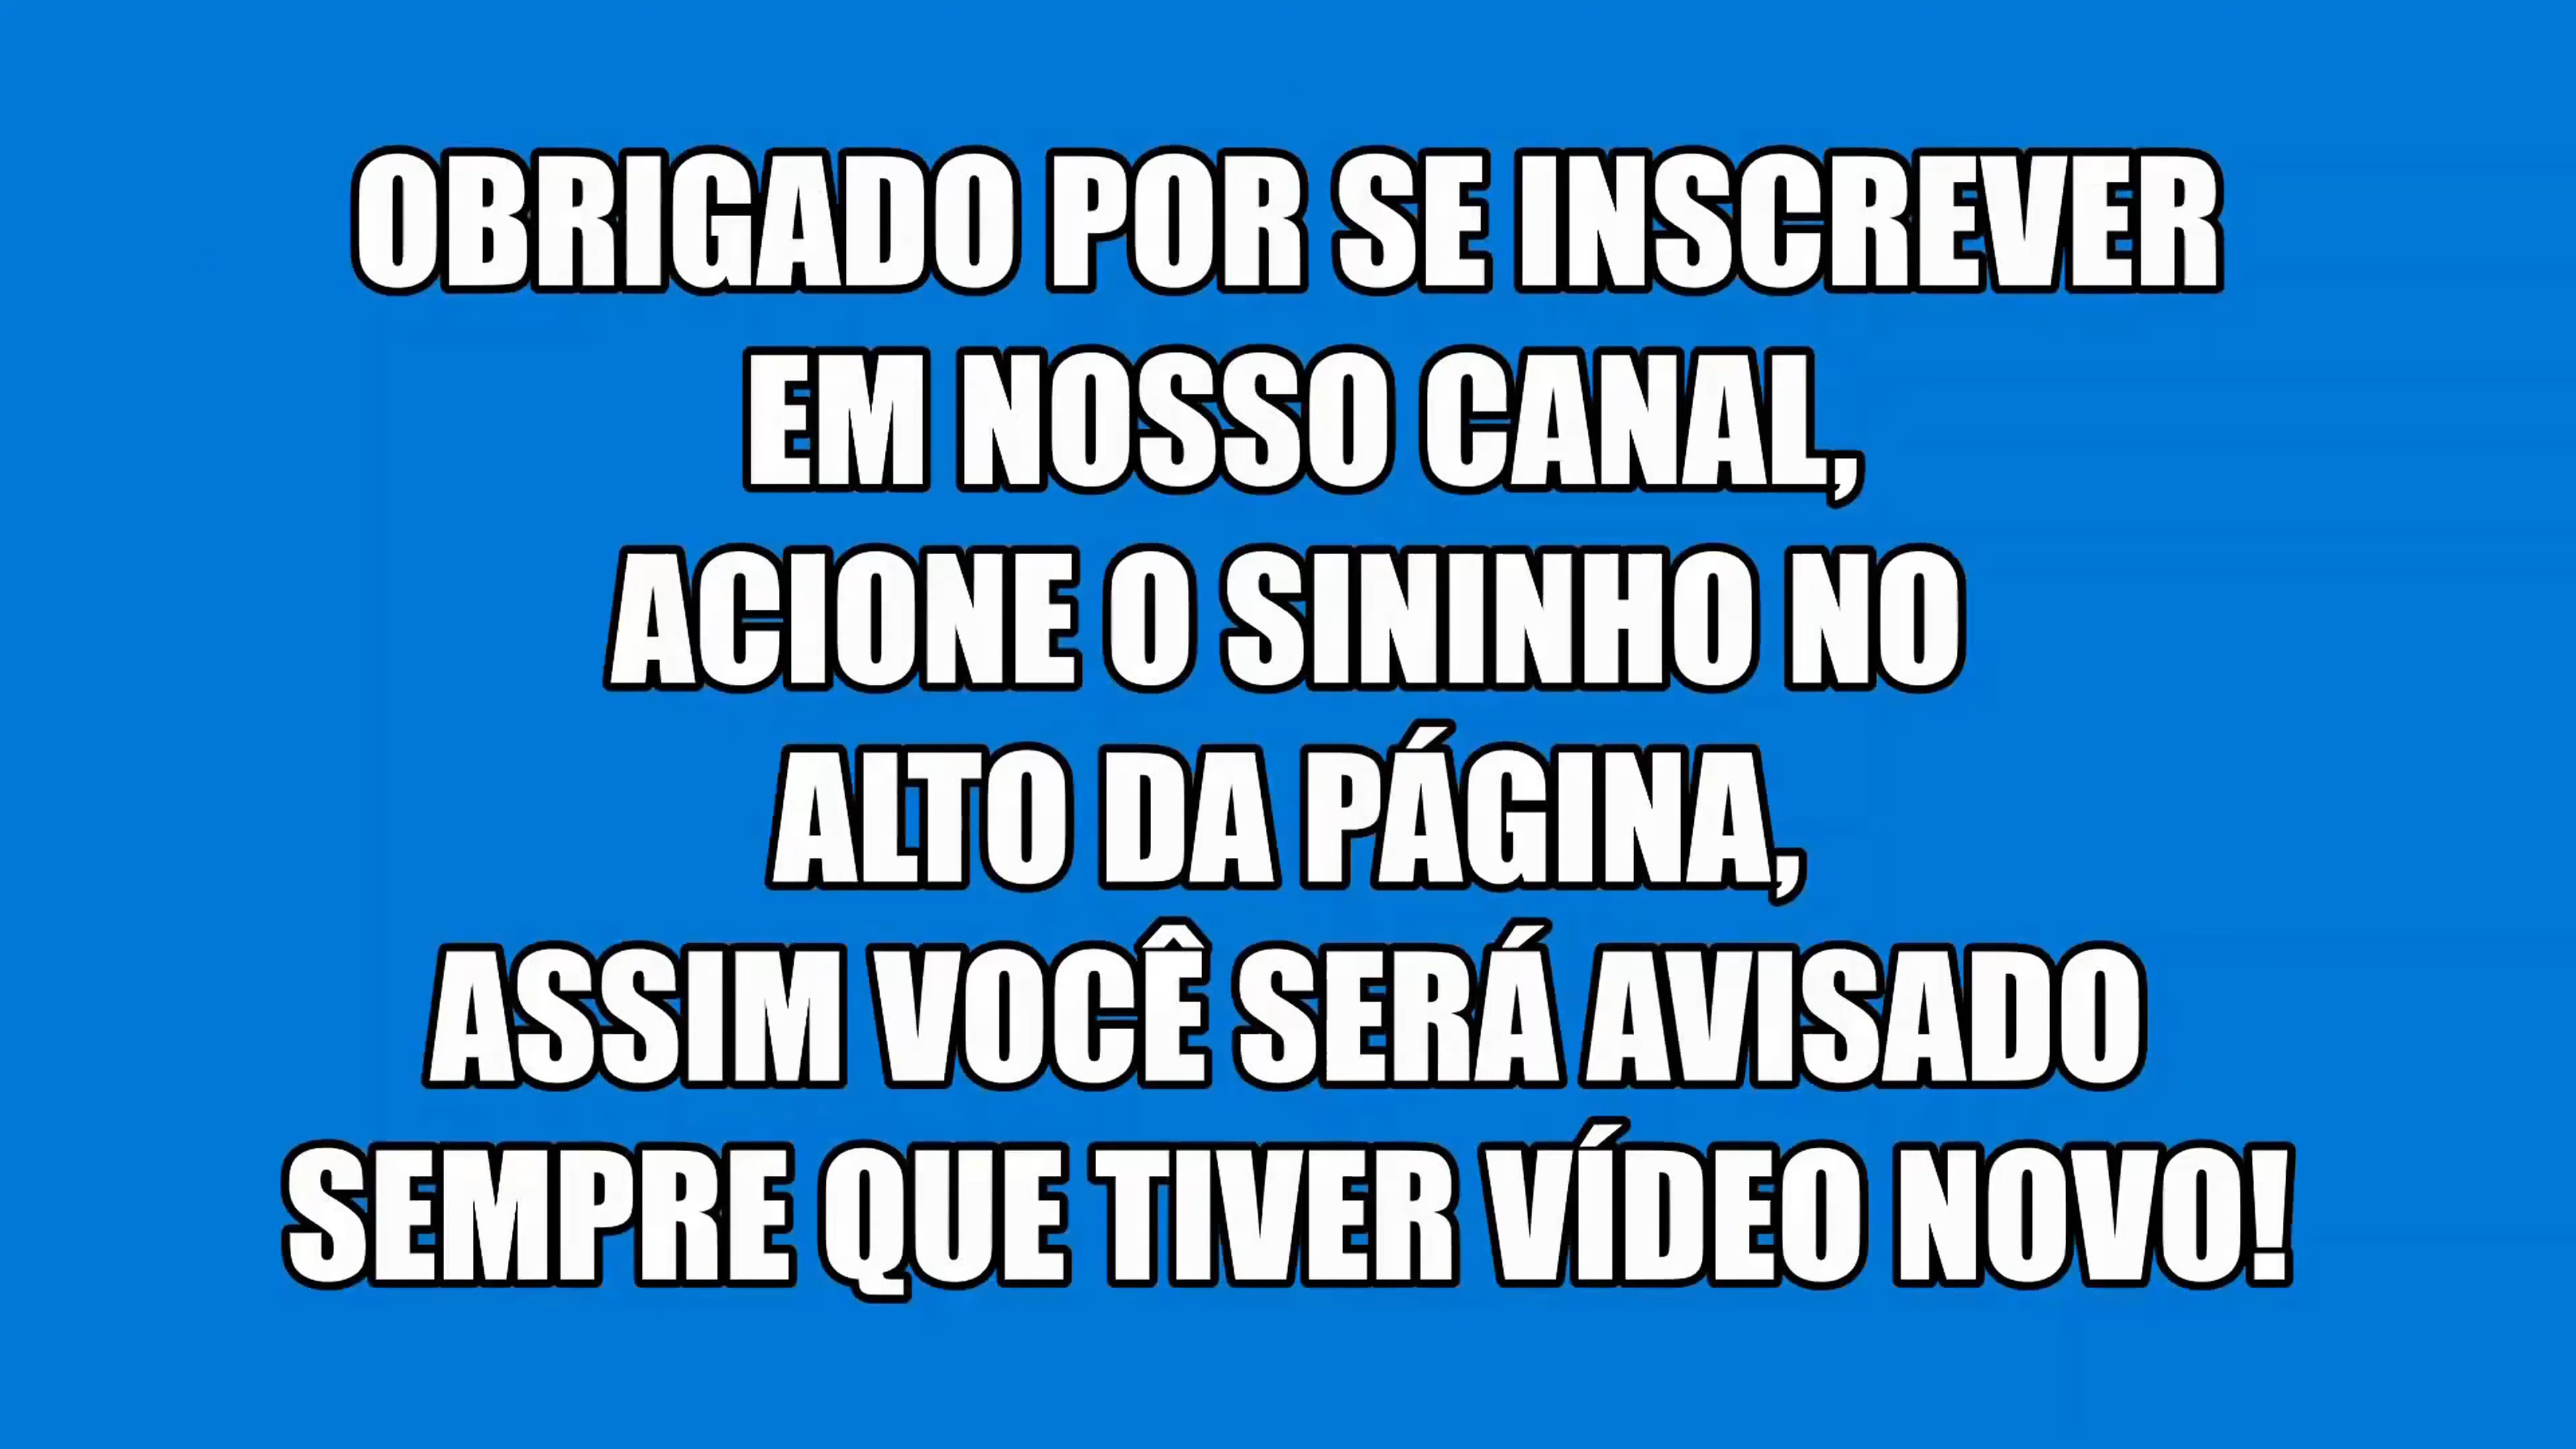 OBRIGADO POR SE INSCREVER
EM NOSSO CANAL,
ACIONE O SININHO NO
ALTO DA PÁGINA,
ASSIM VOCÊ SERÁ AVISADO
SEMPRE QUE TIVER VÍDEO NOVO!